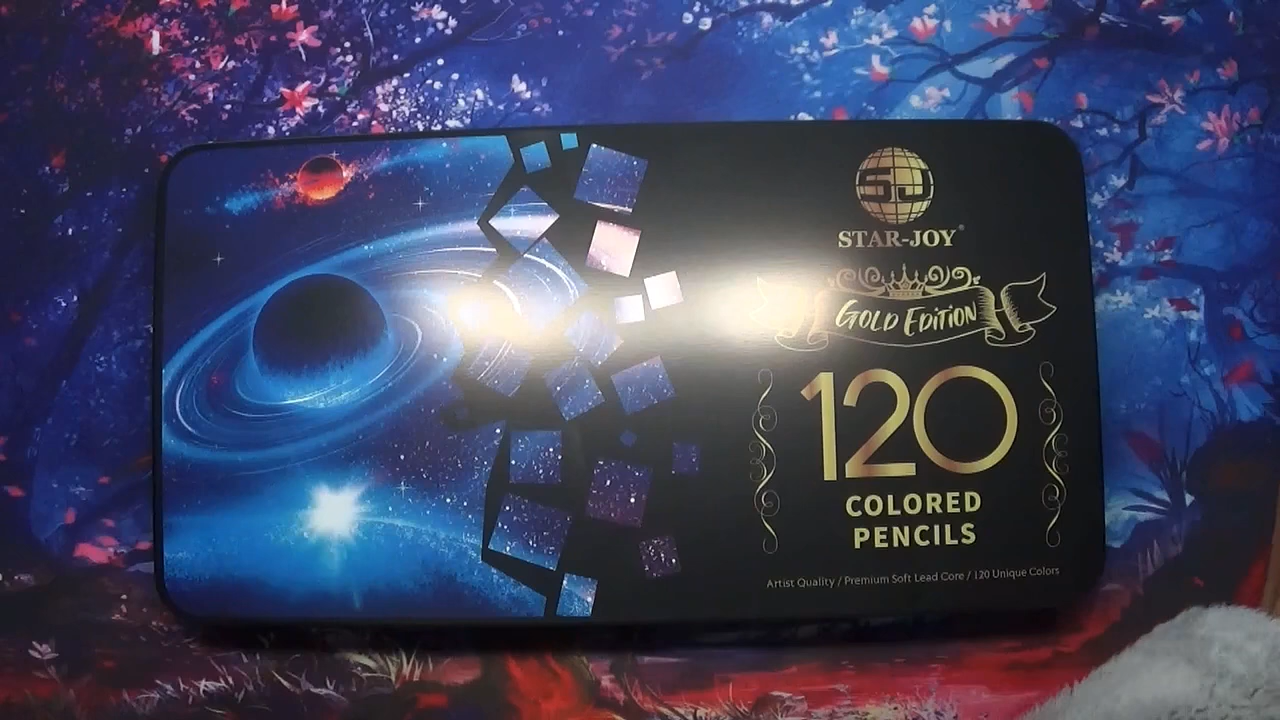 SJ
STAR-JOY®
GOLD EDITION
120
COLORED
PENCILS
Artist Quality / Premium Soft Lead Core / 120 Unique Colors